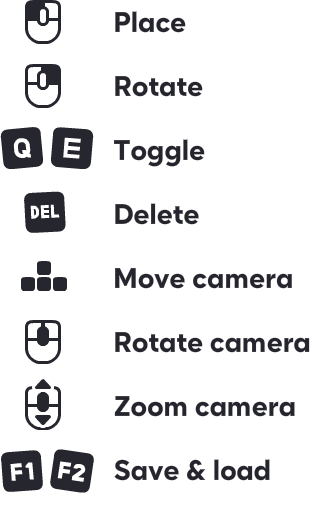 Place
Rotate
Q E Toggle
DEL Delete
Move camera
Rotate camera
Zoom camera
F1 F2 Save & load